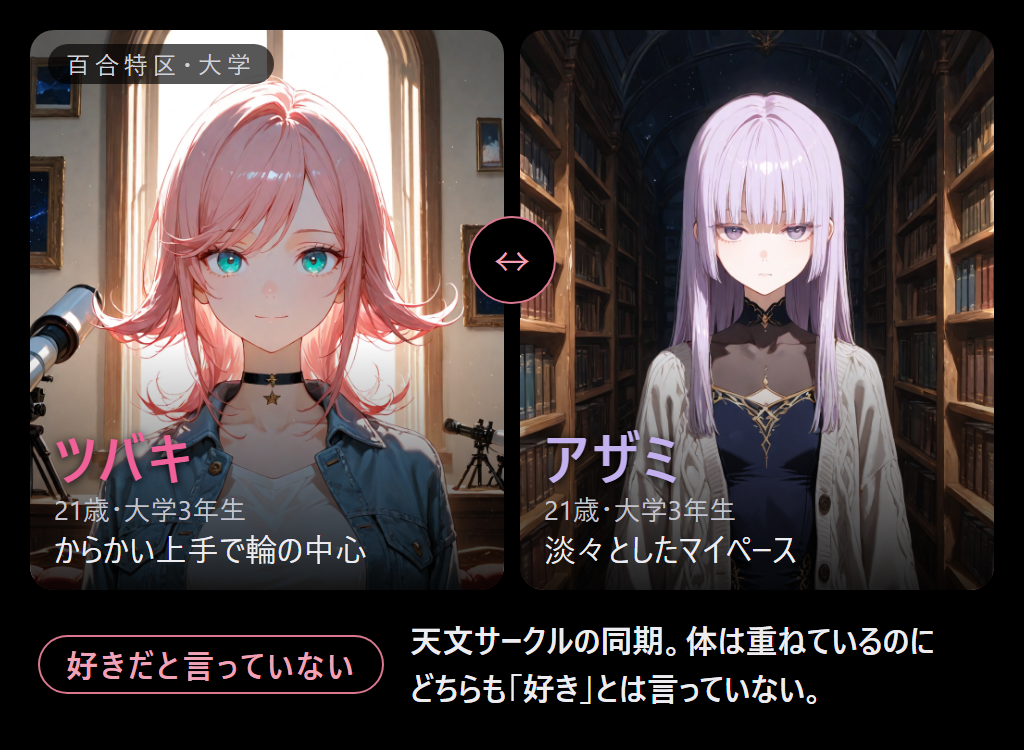 百合特区・大学
ツバキ
21歳・大学3年生
からかい上手で輪の中心
↔
アザミ
21歳・大学3年生
淡々としたマイペース
好きだと言っていない
天文サークルの同期。体は重ねているのに
どちらも「好き」とは言っていない。